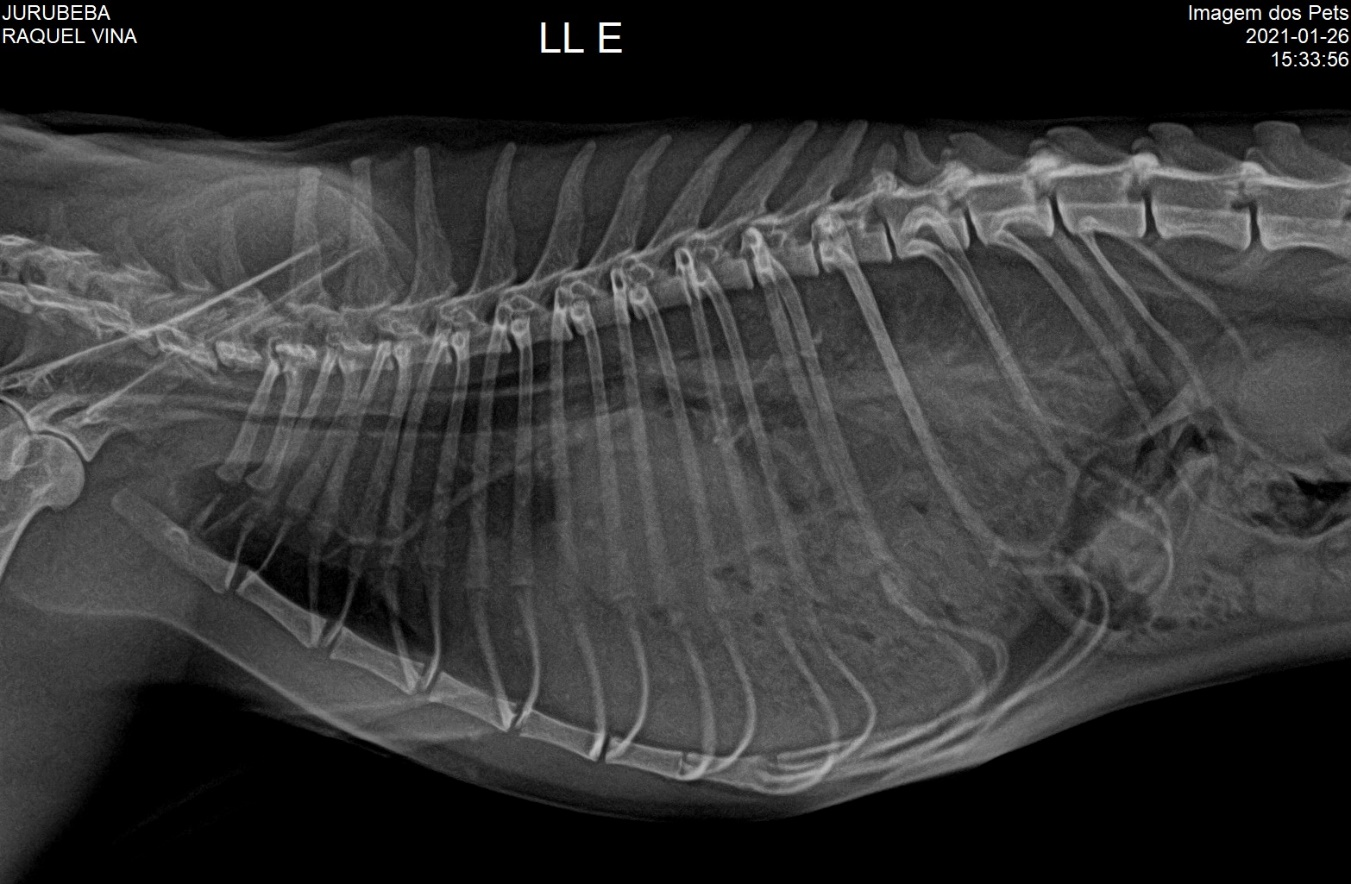 JURUBEBA
RAQUEL VINA
LL E
Imagem dos Pets
2021-01-26
15:33:56